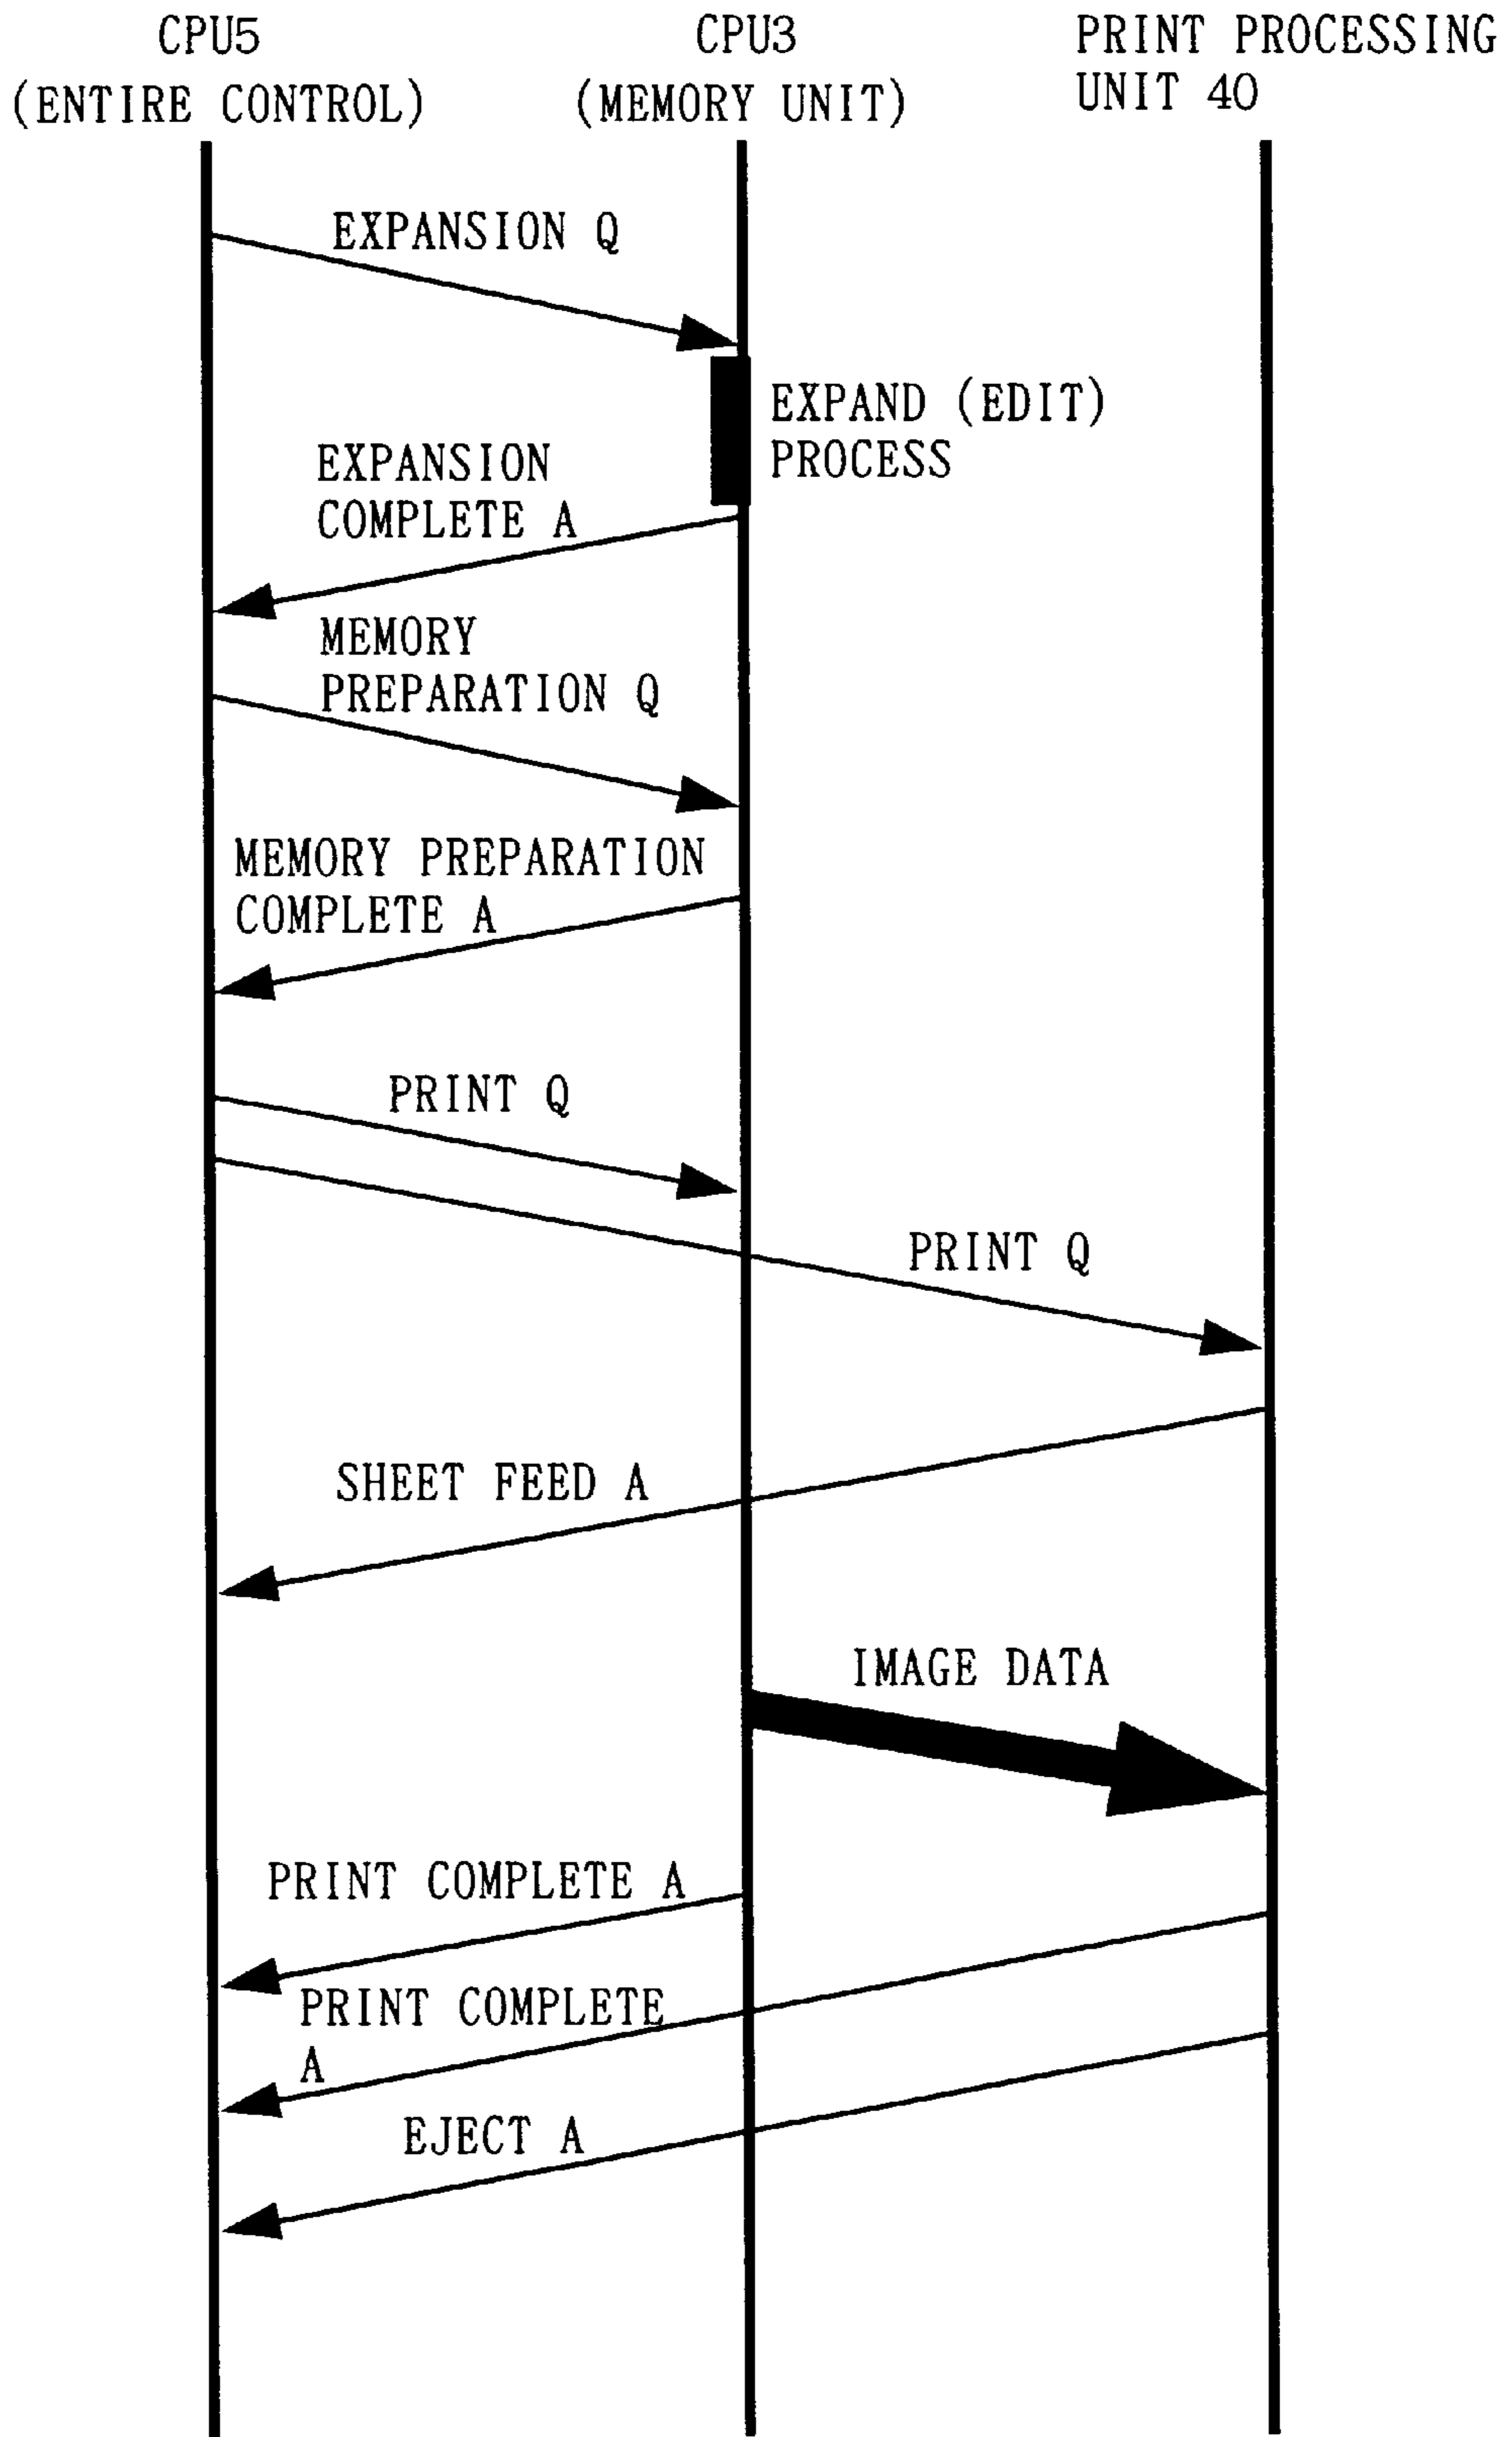 CPU5
(ENTIRE CONTROL)
CPU3
(MEMORY UNIT)
PRINT PROCESSING
UNIT 40
EXPANSION Q
EXPAND (EDIT)
PROCESS
EXPANSION
COMPLETE A
MEMORY
PREPARATION Q
MEMORY PREPARATION
COMPLETE A
PRINT Q
PRINT Q
SHEET FEED A
IMAGE DATA
PRINT COMPLETE A
PRINT COMPLETE
A
EJECT A